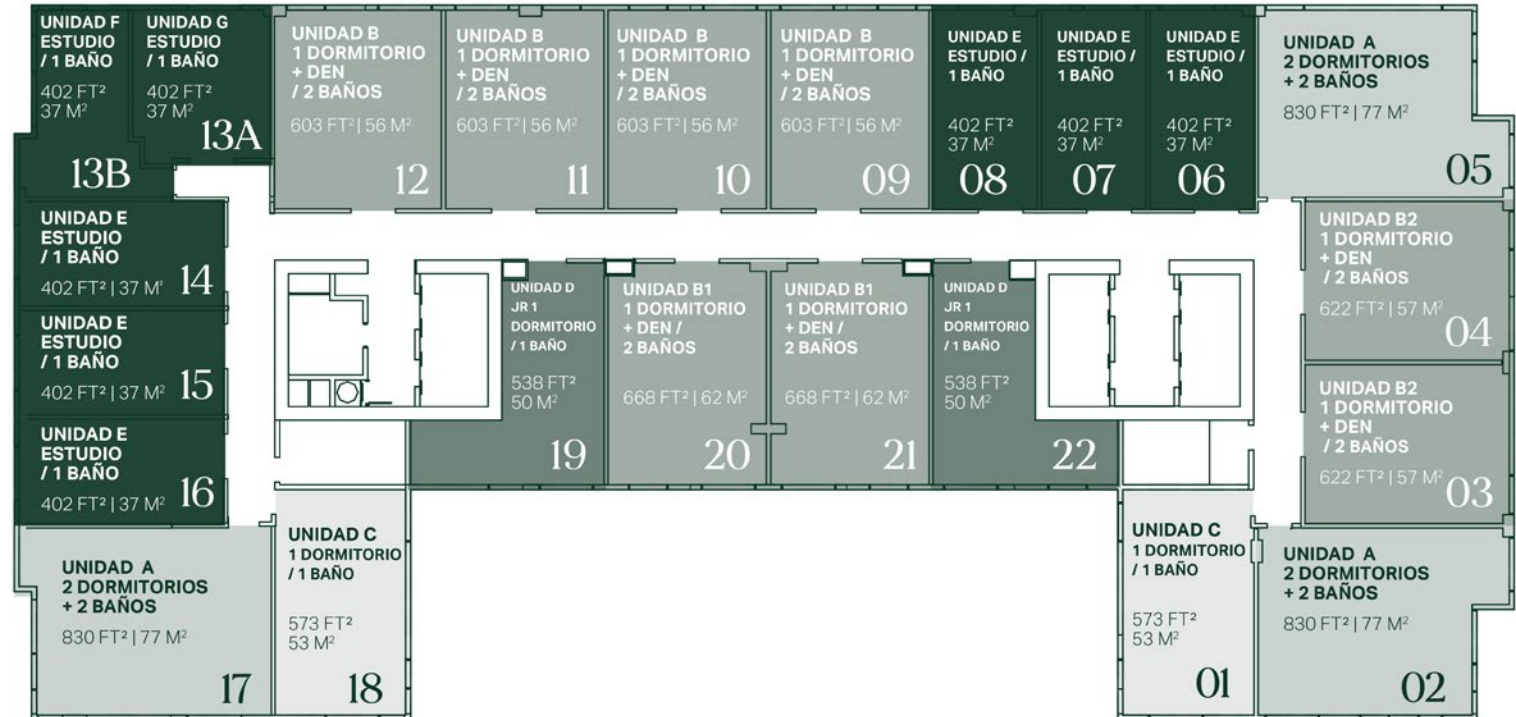 UNIDAD F
ESTUDIO
/ 1 BAÑO
402 FT²
37 M²
13B
UNIDAD G
ESTUDIO
/ 1 BAÑO
402 FT²
37 M²
13A
UNIDAD B
1 DORMITORIO
+ DEN
/ 2 BAÑOS
603 FT² | 56 M²
12
UNIDAD B
1 DORMITORIO
+ DEN
/ 2 BAÑOS
603 FT² | 56 M²
11
UNIDAD B
1 DORMITORIO
+ DEN
/ 2 BAÑOS
603 FT² | 56 M²
10
UNIDAD B
1 DORMITORIO
+ DEN
/ 2 BAÑOS
603 FT² | 56 M²
09
UNIDAD E
ESTUDIO /
1 BAÑO
402 FT²
37 M²
08
UNIDAD E
ESTUDIO /
1 BAÑO
402 FT²
37 M²
07
UNIDAD E
ESTUDIO /
1 BAÑO
402 FT²
37 M²
06
UNIDAD A
2 DORMITORIOS
+ 2 BAÑOS
830 FT² | 77 M²
05
UNIDAD E
ESTUDIO
/ 1 BAÑO
402 FT² | 37 M²
14
UNIDAD E
ESTUDIO
/ 1 BAÑO
402 FT² | 37 M²
15
UNIDAD E
ESTUDIO
/ 1 BAÑO
402 FT² | 37 M²
16
UNIDAD D
JR 1
DORMITORIO
/ 1 BAÑO
538 FT²
50 M²
19
UNIDAD B1
1 DORMITORIO
+ DEN /
2 BAÑOS
668 FT² | 62 M²
20
UNIDAD B1
1 DORMITORIO
+ DEN /
2 BAÑOS
668 FT² | 62 M²
21
UNIDAD D
JR 1
DORMITORIO
/ 1 BAÑO
538 FT²
50 M²
22
UNIDAD B2
1 DORMITORIO
+ DEN
/ 2 BAÑOS
622 FT² | 57 M²
04
UNIDAD B2
1 DORMITORIO
+ DEN
/ 2 BAÑOS
622 FT² | 57 M²
03
UNIDAD A
2 DORMITORIOS
+ 2 BAÑOS
830 FT² | 77 M²
17
UNIDAD C
1 DORMITORIO
/ 1 BAÑO
573 FT²
53 M²
18
UNIDAD C
1 DORMITORIO
/ 1 BAÑO
573 FT²
53 M²
01
UNIDAD A
2 DORMITORIOS
+ 2 BAÑOS
830 FT² | 77 M²
02